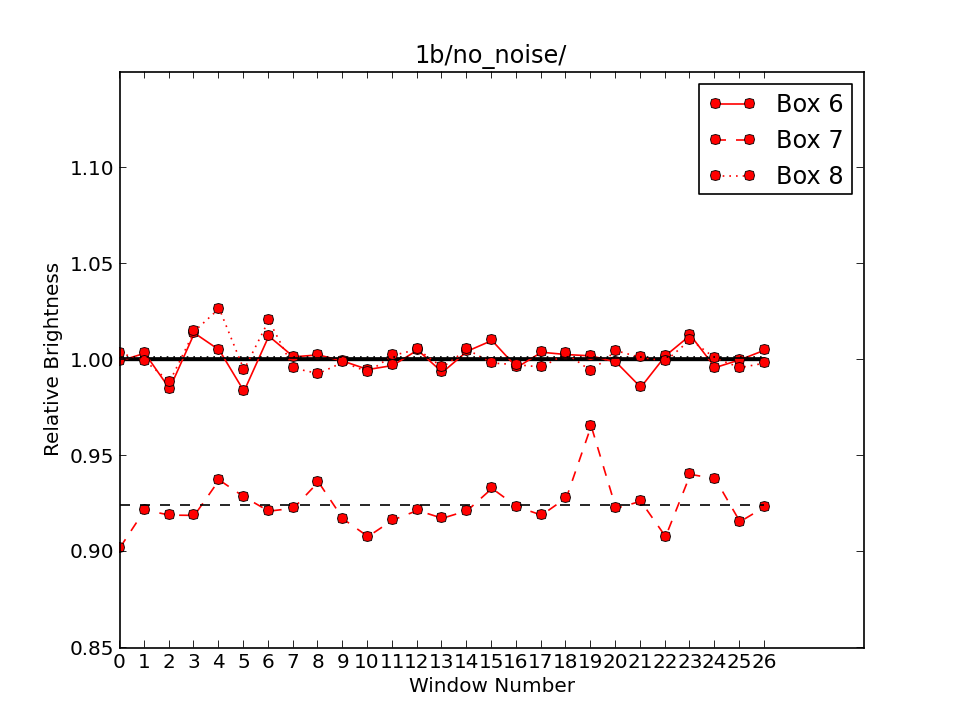 1b/no_noise/
Box 6
Box 7
Box 8
1.10
1.05
1.00
0.95
0.90
0.85
Relative Brightness
0 1 2 3 4 5 6 7 8 9 10 11 12 13 14 15 16 17 18 19 20 21 22 23 24 25 26
Window Number